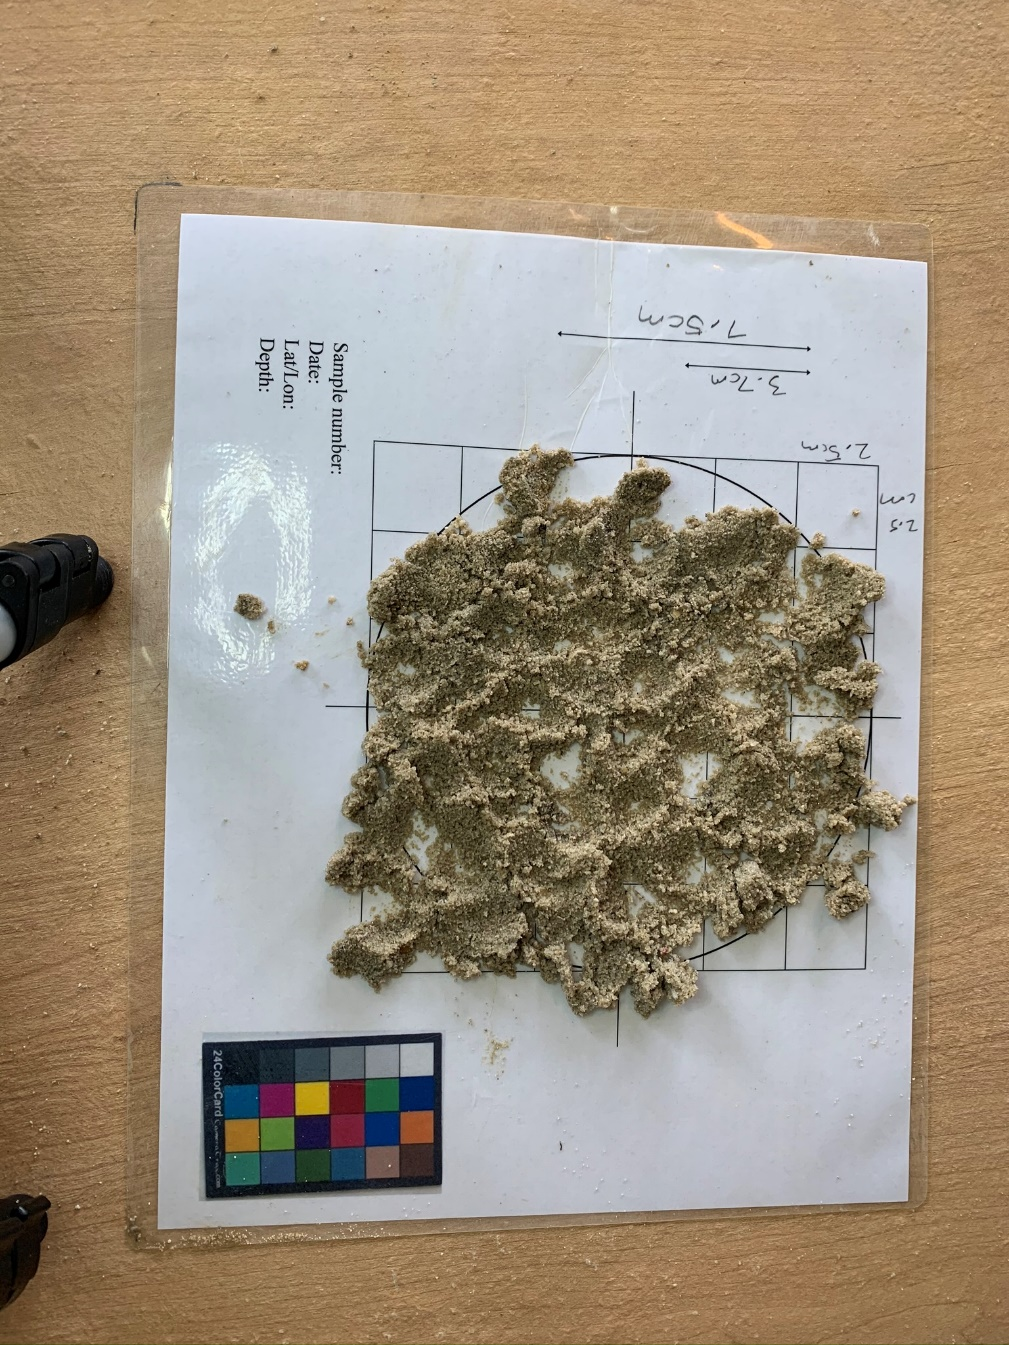 Sample number:
Date:
Lat/Lon:
Depth:
7.5cm
3.7cm
2.5cm
2.5
cm
24ColorCard